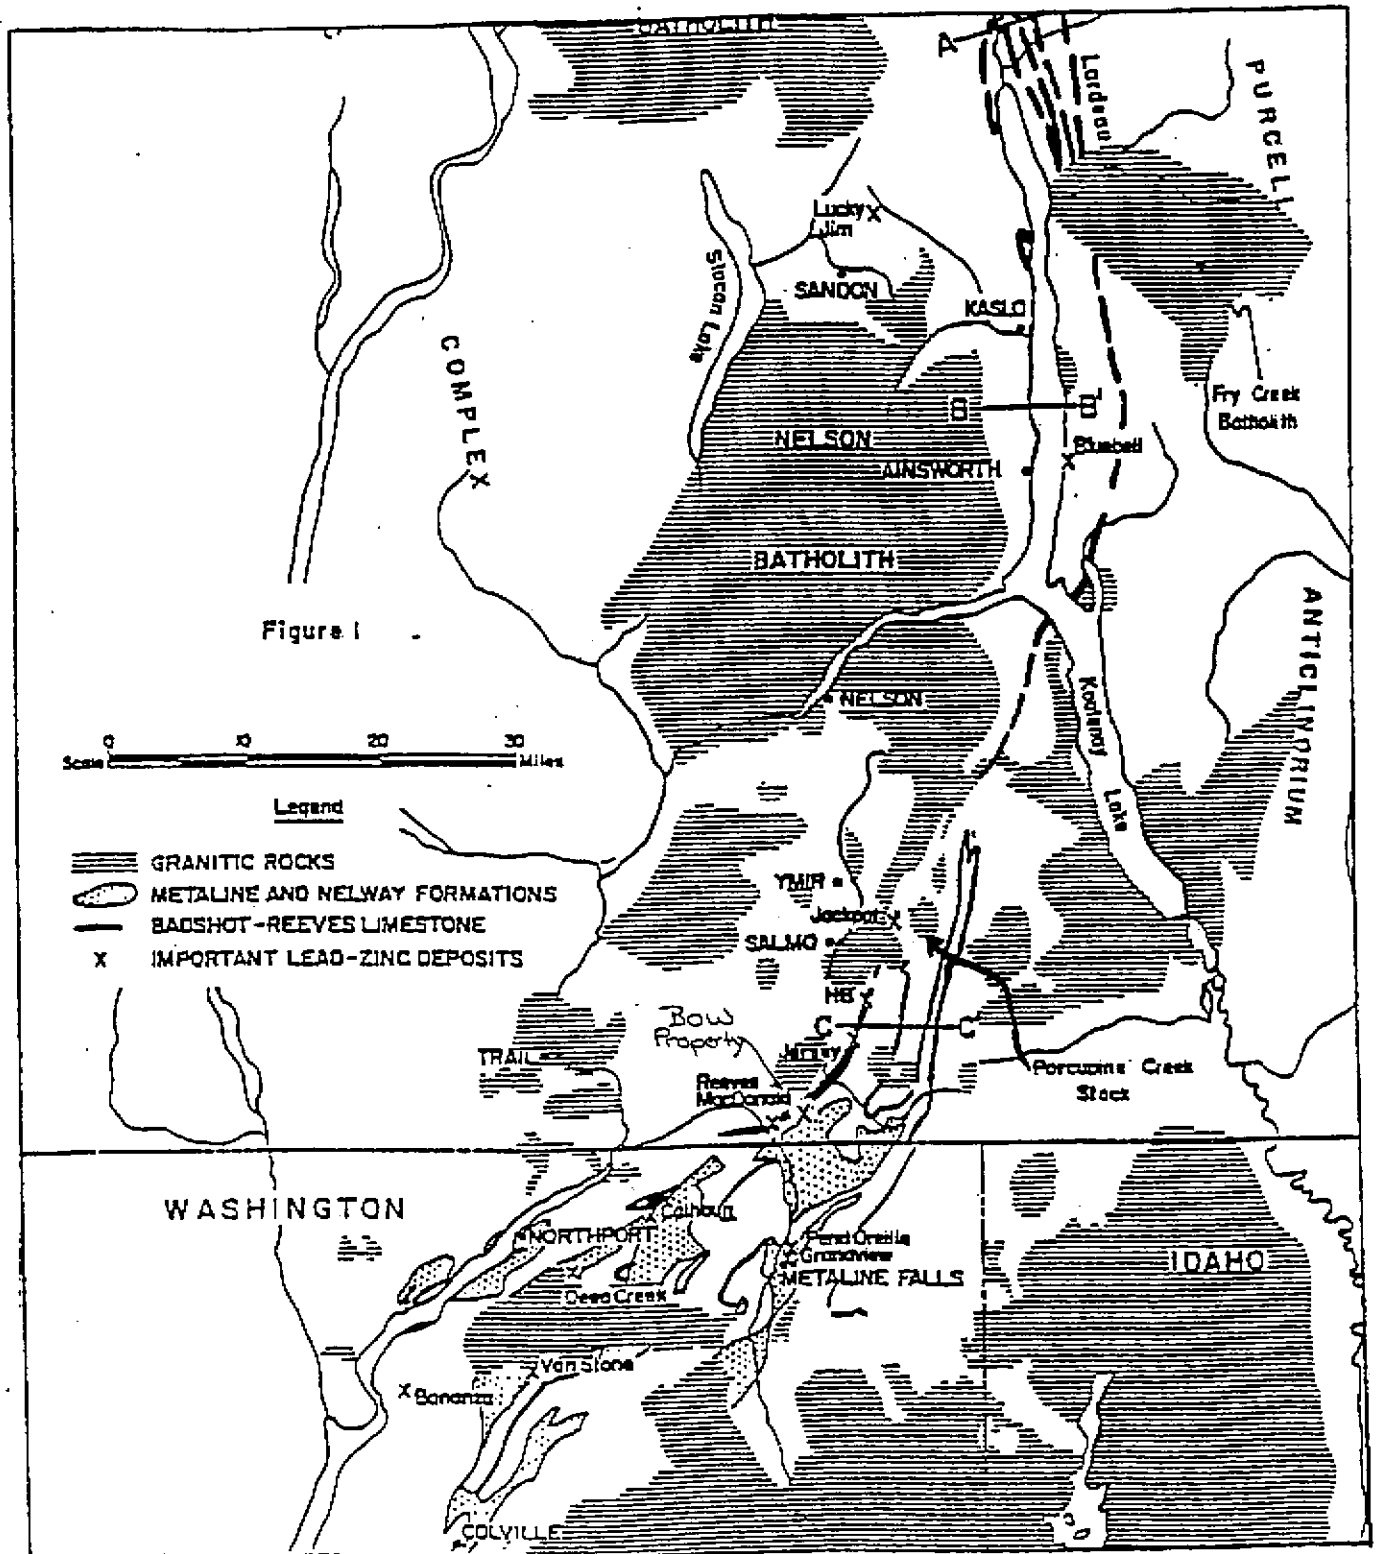 BATHOLITH
A
Lardeau
PURCELL
Lucky
Jim
Slocan Lake
SANDON
KASLO
COMPLEX
Fry Creek
Batholith
B
B'
NELSON
Bluebell
AINSWORTH
BATHOLITH
ANTICLINORIUM
Figure 1
NELSON
Kootenay
Lake
0 10 20 30
Scale Miles
Legend
GRANITIC ROCKS
METALINE AND NELWAY FORMATIONS
BADSHOT-REEVES LIMESTONE
X IMPORTANT LEAD-ZINC DEPOSITS
YMIR
Jackpot
SALMO
HB
Bow
Property
C
C'
Jersey
TRAIL
Porcupine Creek
Stock
Reeves
MacDonald
WASHINGTON
Calhoun
NORTHPORT
Pend Oreille
Grandview
IDAHO
METALINE FALLS
Deep Creek
Van Stone
Bananza
COLVILLE